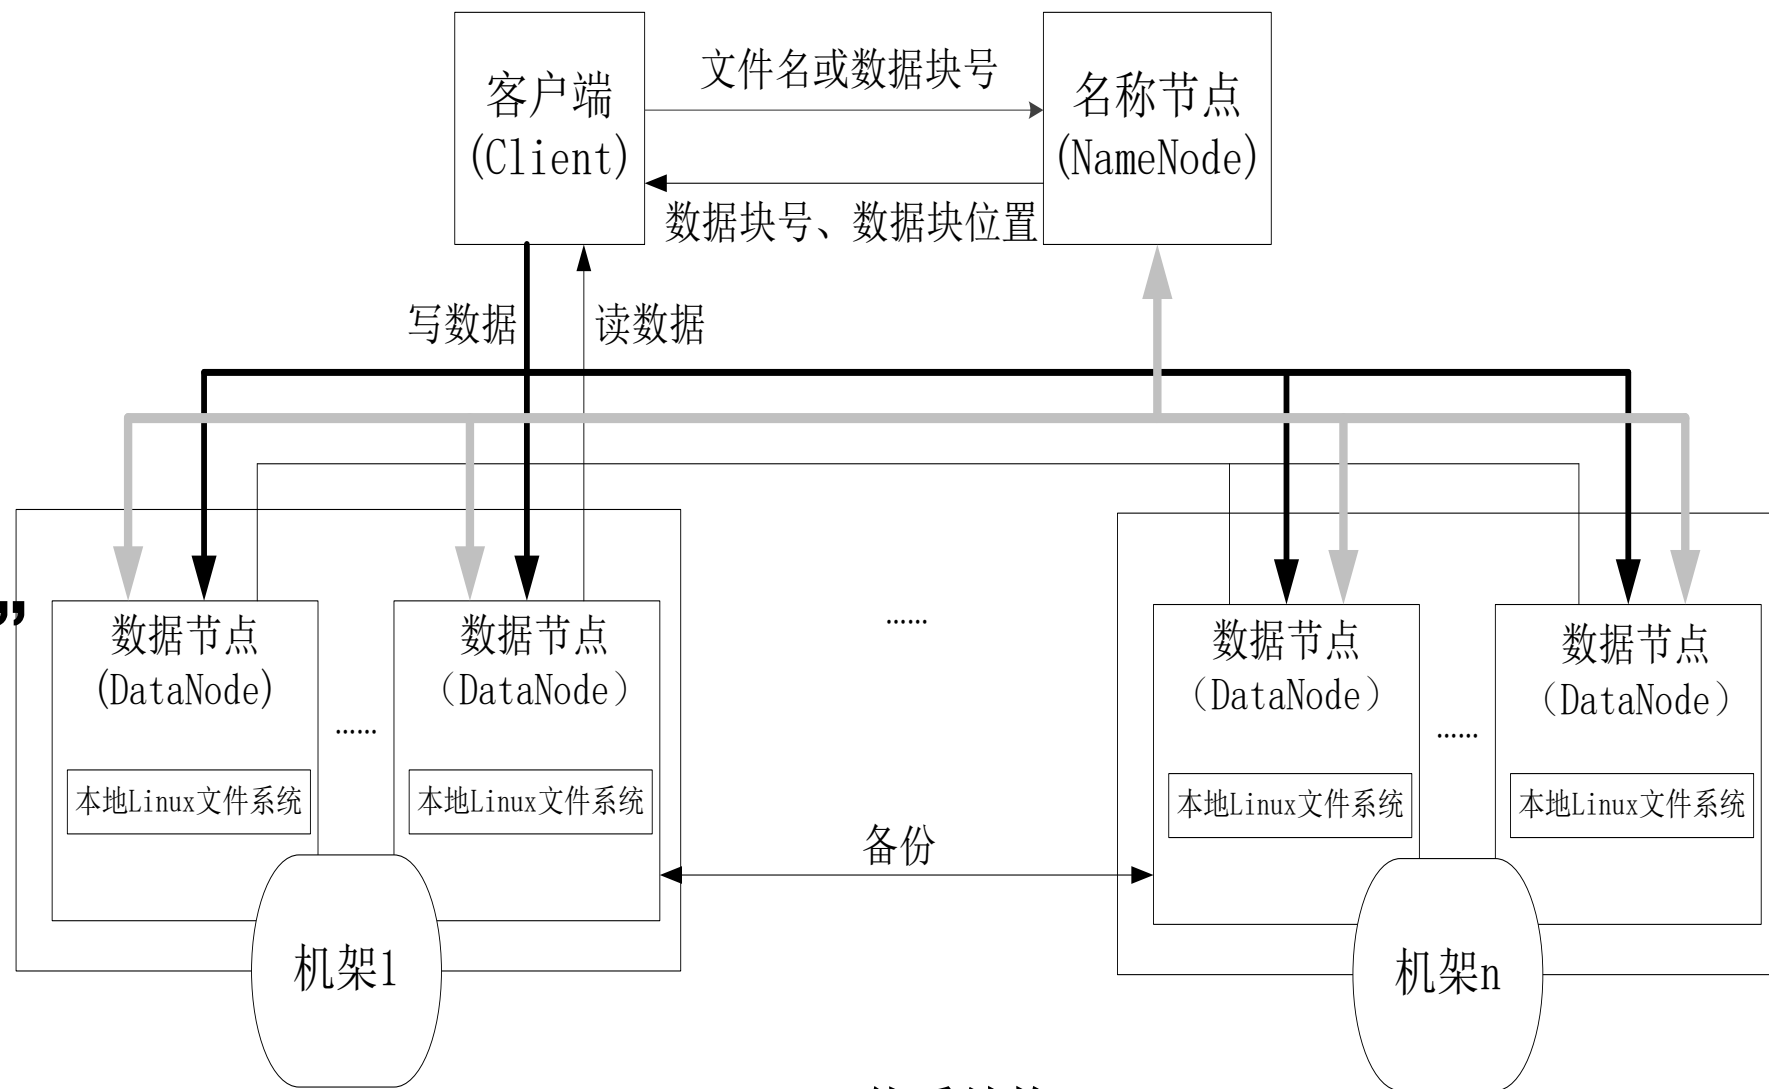 客户端
(Client)
文件名或数据块号
名称节点
(NameNode)
数据块号、数据块位置
写数据
读数据
”
数据节点
(DataNode)
……
本地Linux文件系统
数据节点
（DataNode）
本地Linux文件系统
……
数据节点
（DataNode）
……
本地Linux文件系统
数据节点
（DataNode）
本地Linux文件系统
备份
机架1
机架n